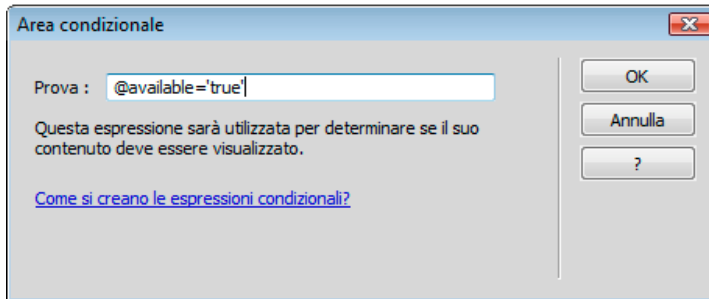 Area condizionale
Prova : @available='true'
OK
Questa espressione sarà utilizzata per determinare se il suo
contenuto deve essere visualizzato.
Annulla
?
Come si creano le espressioni condizionali?